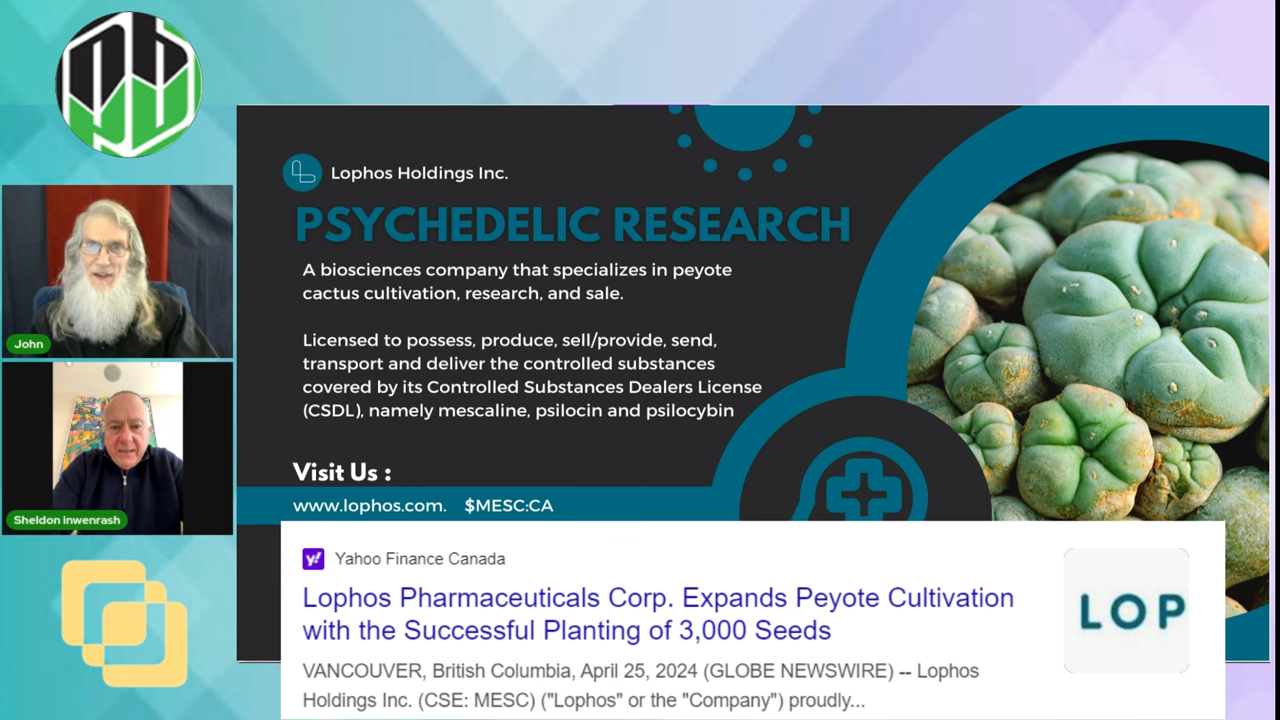 John
Sheldon Inwenrash
Lophos Holdings Inc.
PSYCHEDELIC RESEARCH
A biosciences company that specializes in peyote
cactus cultivation, research, and sale.
Licensed to possess, produce, sell/provide, send,
transport and deliver the controlled substances
covered by its Controlled Substances Dealers License
(CSDL), namely mescaline, psilocin and psilocybin
Visit Us :
www.lophos.com. $MESC:CA
y!
Yahoo Finance Canada
Lophos Pharmaceuticals Corp. Expands Peyote Cultivation
with the Successful Planting of 3,000 Seeds
VANCOUVER, British Columbia, April 25, 2024 (GLOBE NEWSWIRE) -- Lophos
Holdings Inc. (CSE: MESC) ("Lophos" or the "Company") proudly...
LOP